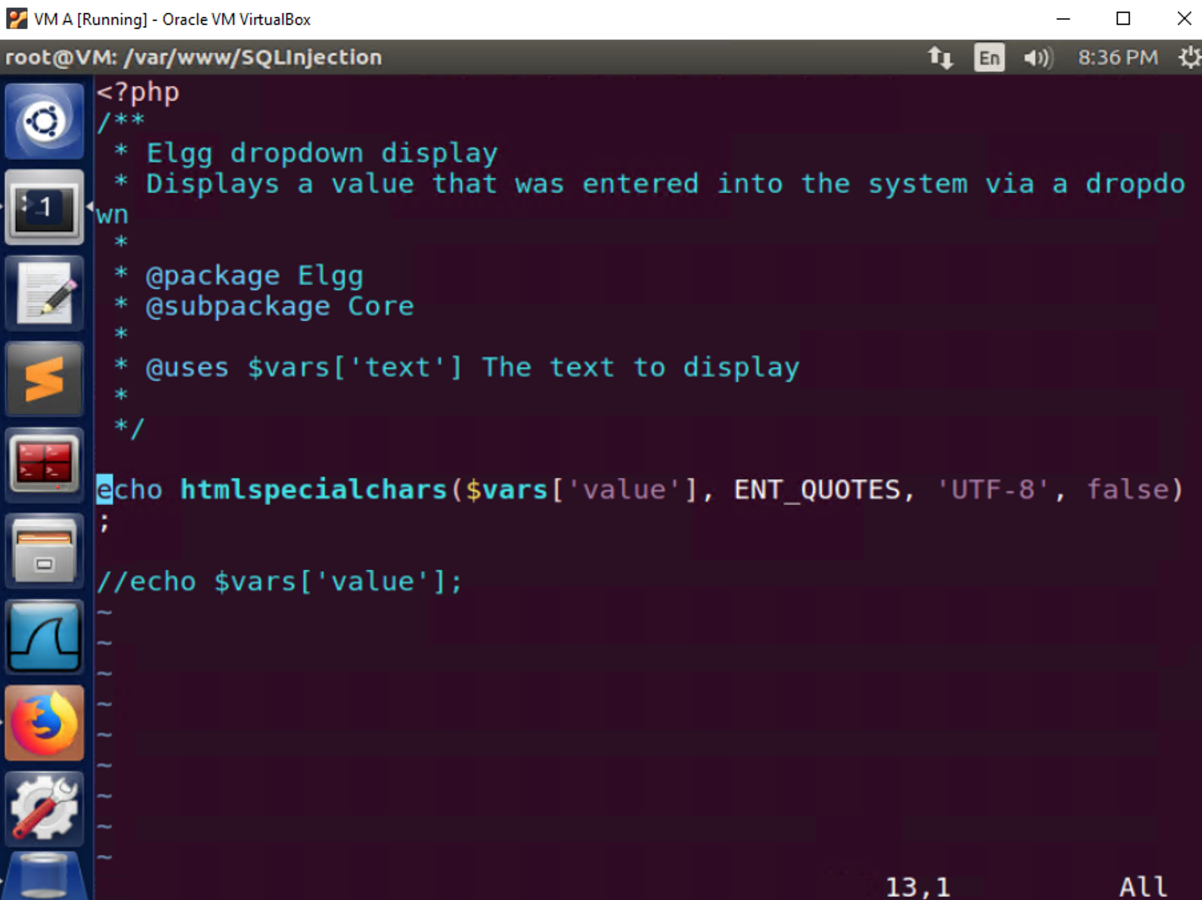 VM A [Running] - Oracle VM VirtualBox
root@VM: /var/www/SQLInjection
En
8:36 PM
1
<?php
/**
 * Elgg dropdown display
 * Displays a value that was entered into the system via a dropdo
wn
 *
 * @package Elgg
 * @subpackage Core
 *
 * @uses $vars['text'] The text to display
 *
 */
echo htmlspecialchars($vars['value'], ENT_QUOTES, 'UTF-8', false)
;
//echo $vars['value'];
~
~
~
~
~
~
~
~
~
13,1 All